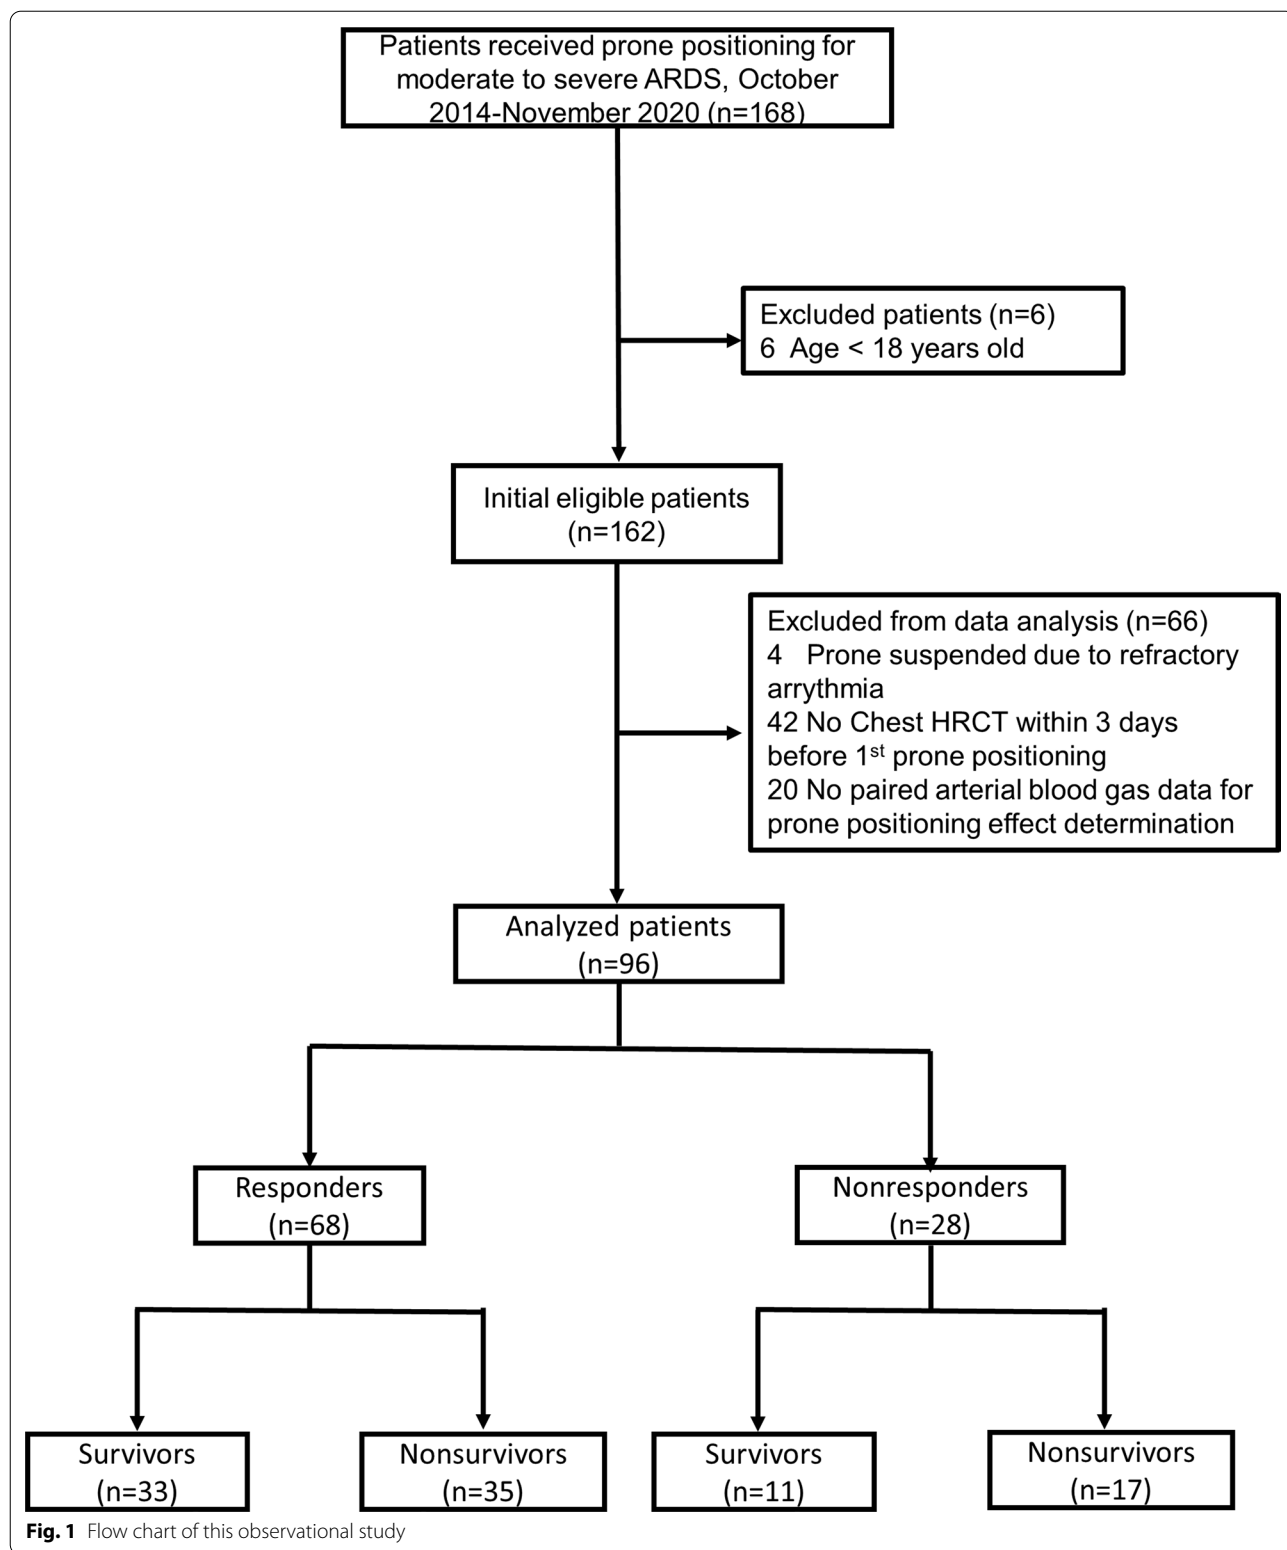 Patients received prone positioning for
moderate to severe ARDS, October
2014-November 2020 (n=168)
Excluded patients (n=6)
6 Age < 18 years old
Initial eligible patients
(n=162)
Excluded from data analysis (n=66)
4 Prone suspended due to refractory
arrythmia
42 No Chest HRCT within 3 days
before 1st prone positioning
20 No paired arterial blood gas data for
prone positioning effect determination
Analyzed patients
(n=96)
Responders
(n=68)
Nonresponders
(n=28)
Survivors
(n=33)
Nonsurvivors
(n=35)
Survivors
(n=11)
Nonsurvivors
(n=17)
Fig. 1 Flow chart of this observational study